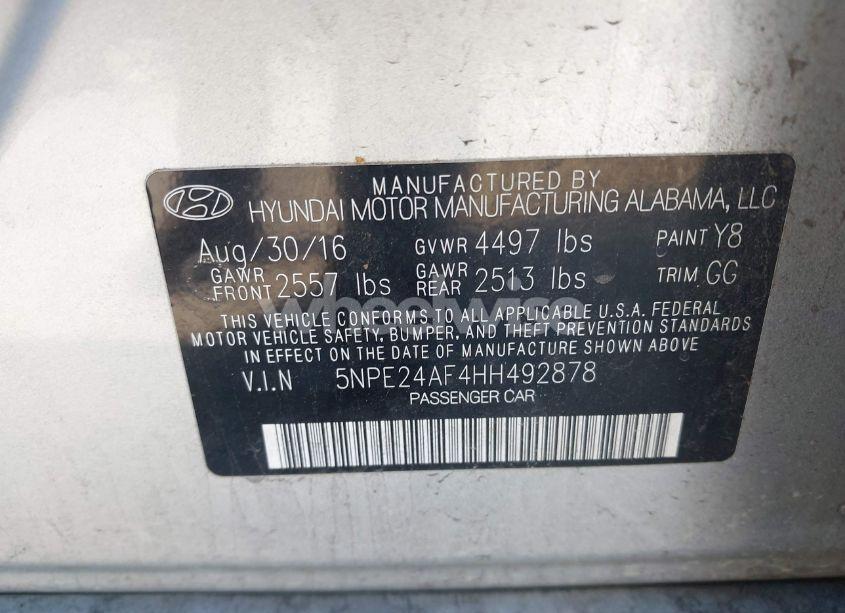 MANUFACTURED BY
HYUNDAI MOTOR MANUFACTURING ALABAMA, LLC
Aug/30/16 GVWR 4497 lbs PAINT Y8
GAWR FRONT 2557 lbs GAWR REAR 2513 lbs TRIM GG
THIS VEHICLE CONFORMS TO ALL APPLICABLE U.S.A. FEDERAL
MOTOR VEHICLE SAFETY, BUMPER, AND THEFT PREVENTION STANDARDS
IN EFFECT ON THE DATE OF MANUFACTURE SHOWN ABOVE
V.I.N 5NPE24AF4HH492878
PASSENGER CAR
wheelwise